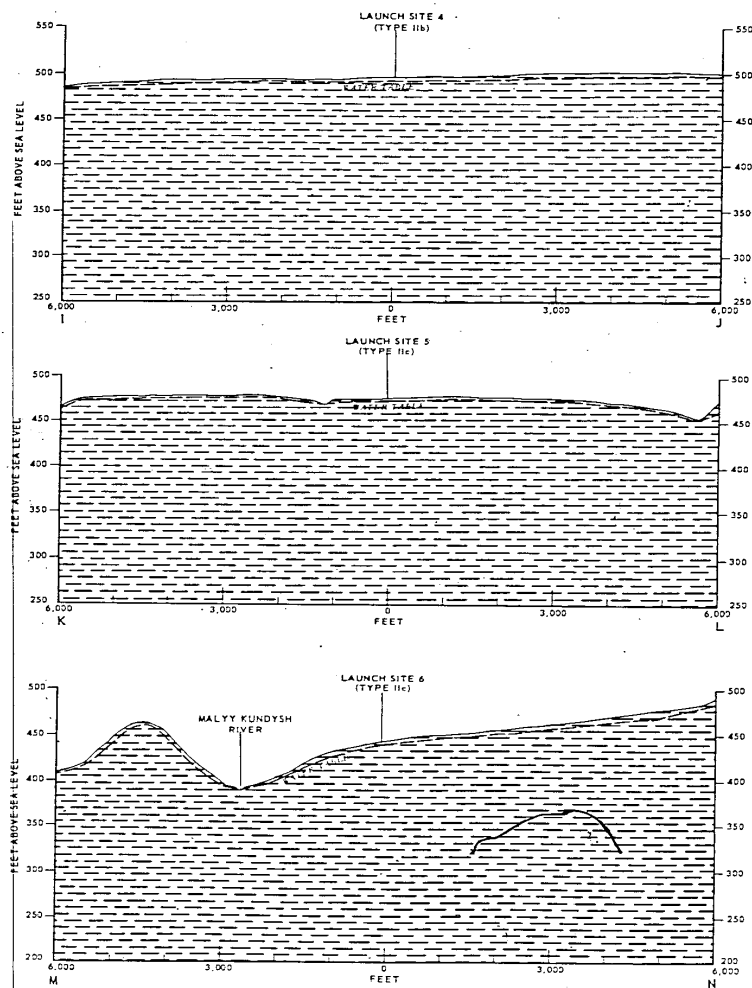 LAUNCH SITE 4
(TYPE IIb)
550 550
500 500
WATER TABLE
450 450
400 400
350 350
300 300
250 250
FEET ABOVE SEA LEVEL
6,000 3,000 0 3,000 6,000
I FEET J
LAUNCH SITE 5
(TYPE IIc)
500 500
450 450
WATER TABLE
400 400
350 350
300 300
250 250
FEET ABOVE SEA LEVEL
6,000 3,000 0 3,000 6,000
K FEET L
LAUNCH SITE 6
(TYPE IIc)
500 500
MALYY KUNDYSH
RIVER
450 450
WATER TABLE
400 400
350 350
?
300 300
250 250
200 200
FEET ABOVE SEA LEVEL
6,000 3,000 0 3,000 6,000
M FEET N